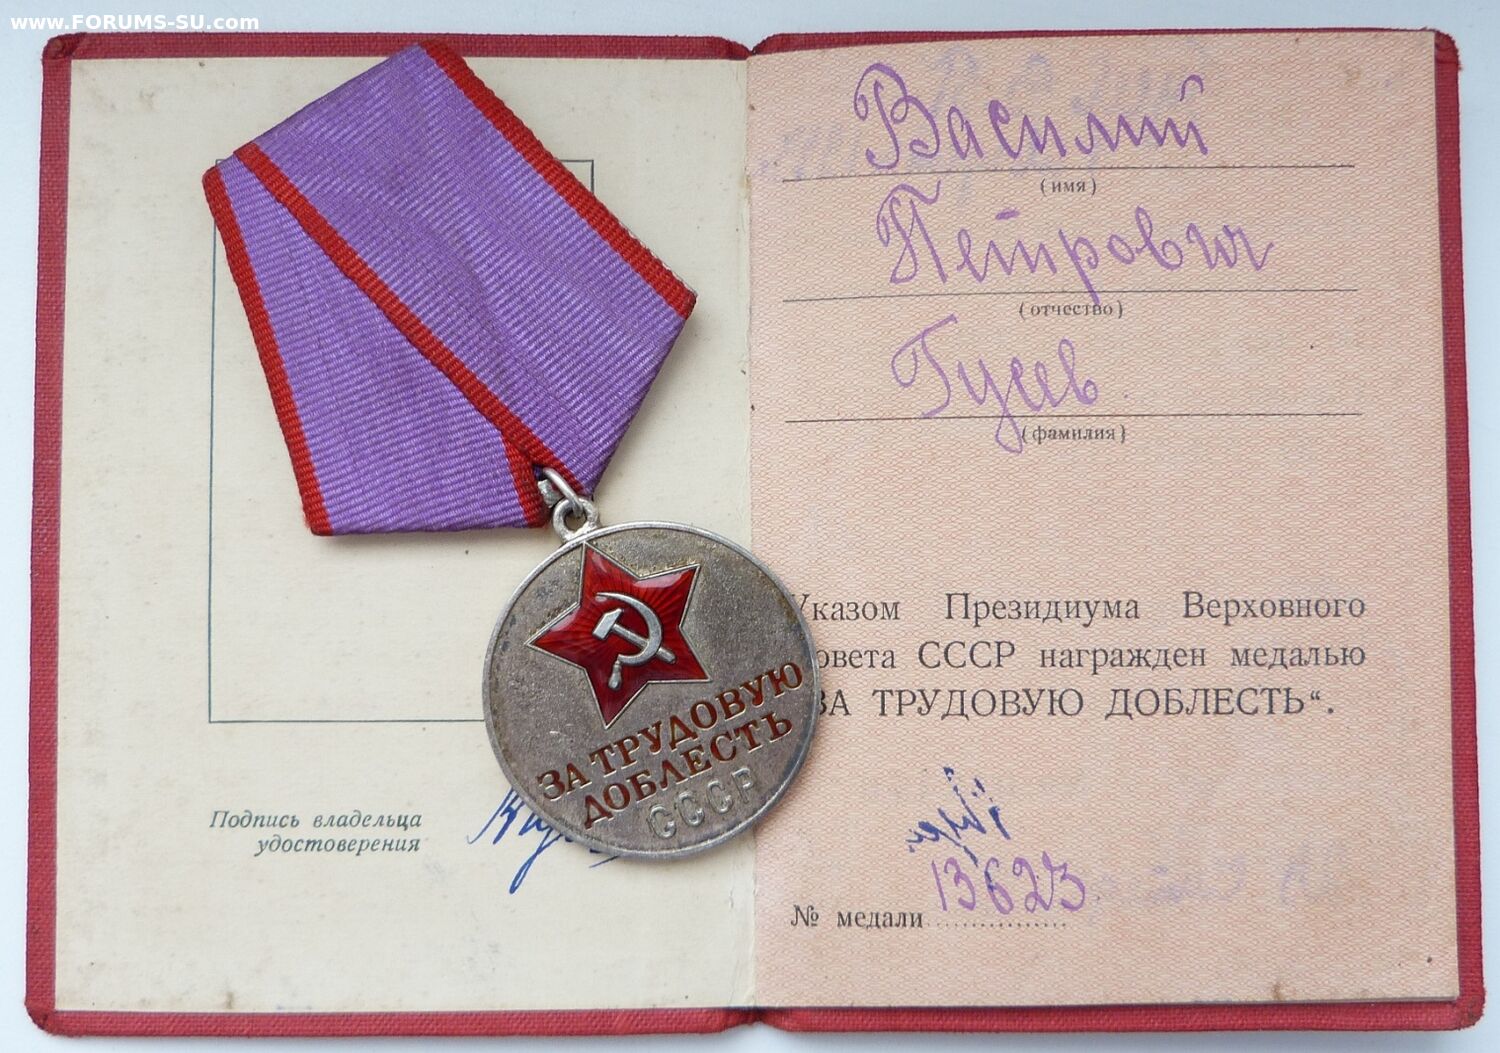 www.FORUMS-SU.com
Василий
(имя)
Петрович
(отчество)
Гусев
(фамилия)
Указом Президиума Верховного
овета СССР награжден медалью
ЗА ТРУДОВУЮ ДОБЛЕСТЬ“.
№ медали 13623
ЗА ТРУДОВУЮ
ДОБЛЕСТЬ
СССР
Подпись владельца
удостоверения